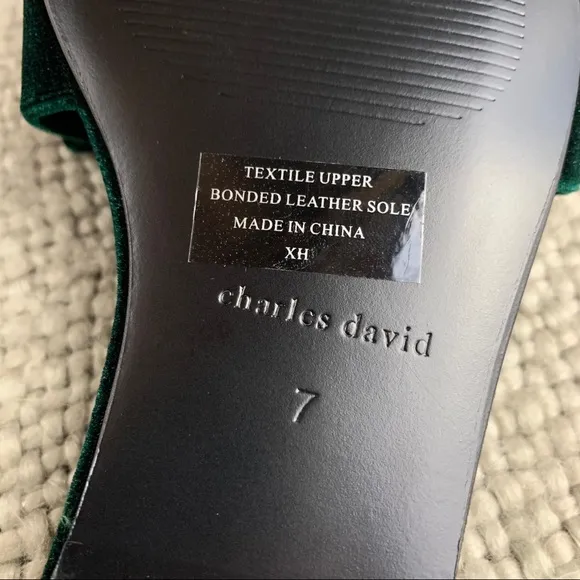 TEXTILE UPPER
BONDED LEATHER SOLE
MADE IN CHINA
XH
charles david
7